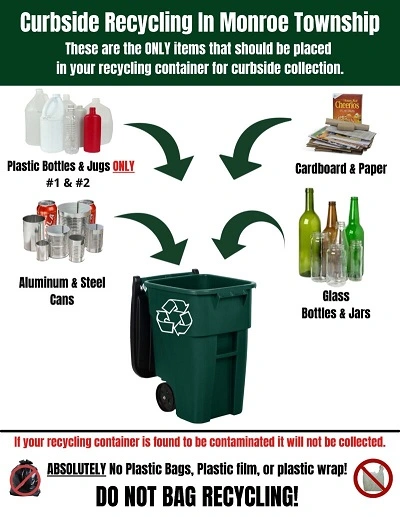 Curbside Recycling In Monroe Township
These are the ONLY items that should be placed
in your recycling container for curbside collection.
Cheerios
Plastic Bottles & Jugs ONLY
#1 & #2
Cardboard & Paper
Aluminum & Steel
Cans
Glass
Bottles & Jars
If your recycling container is found to be contaminated it will not be collected.
ABSOLUTELY No Plastic Bags, Plastic film, or plastic wrap!
DO NOT BAG RECYCLING!